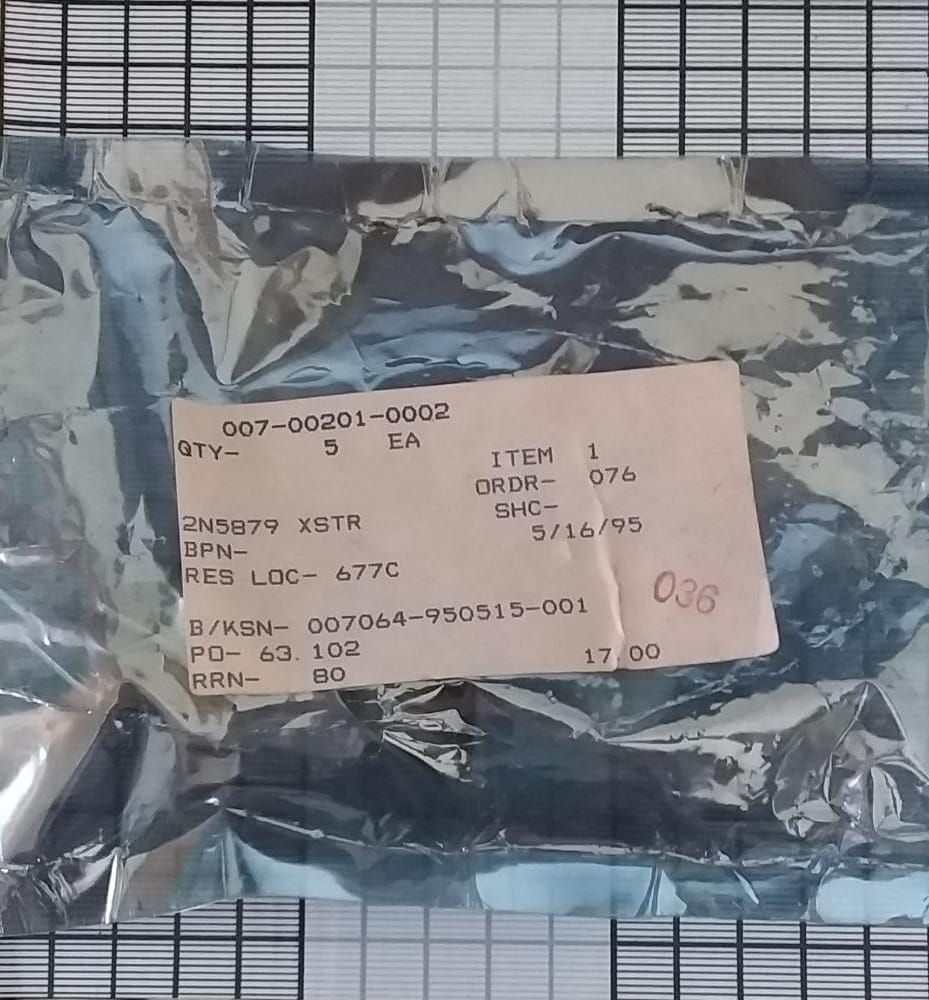 007-00201-0002
QTY- 5 EA
ITEM 1
ORDR- 076
SHC-
2N5879 XSTR 5/16/95
BPN-
RES LOC- 677C
036
B/KSN- 007064-950515-001
PO- 63. 102 17 00
RRN- 80